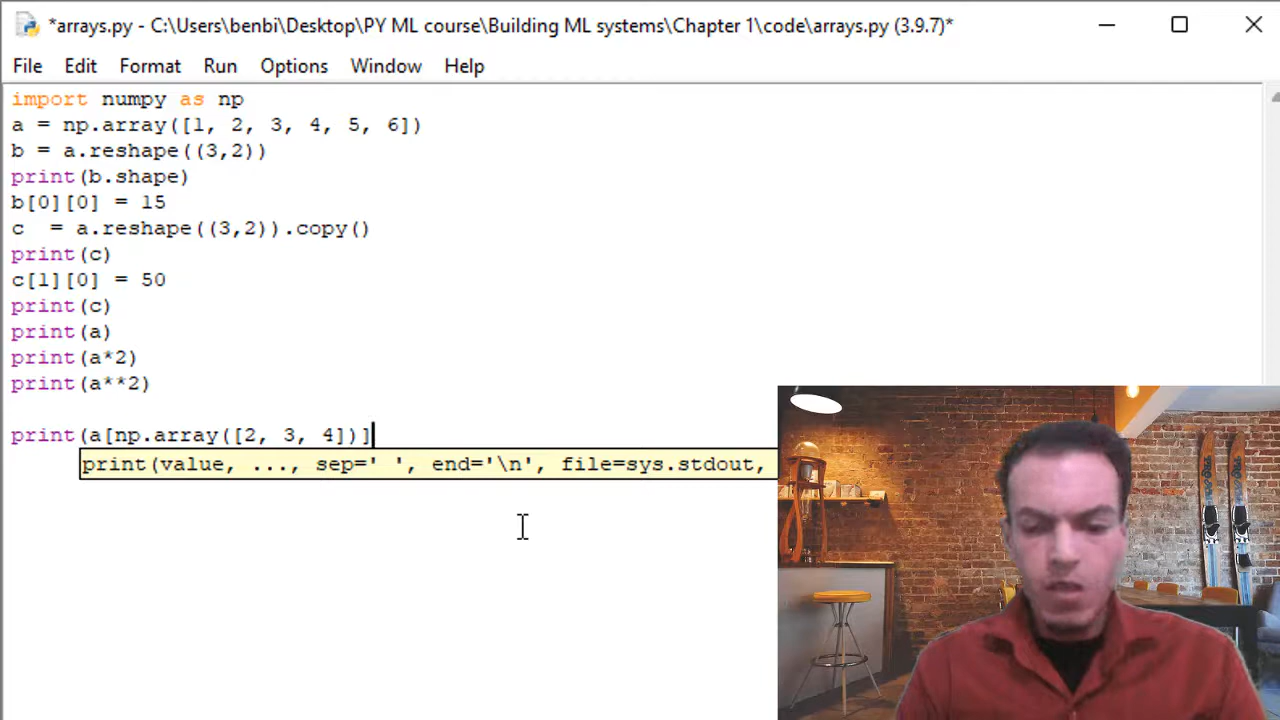 *arrays.py - C:\Users\benbi\Desktop\PY ML course\Building ML systems\Chapter 1\code\arrays.py (3.9.7)*
File Edit Format Run Options Window Help
import numpy as np
a = np.array([1, 2, 3, 4, 5, 6])
b = a.reshape((3,2))
print(b.shape)
b[0][0] = 15
c  = a.reshape((3,2)).copy()
print(c)
c[1][0] = 50
print(c)
print(a)
print(a*2)
print(a**2)
print(a[np.array([2, 3, 4])]
print(value, ..., sep=' ', end='\n', file=sys.stdout,